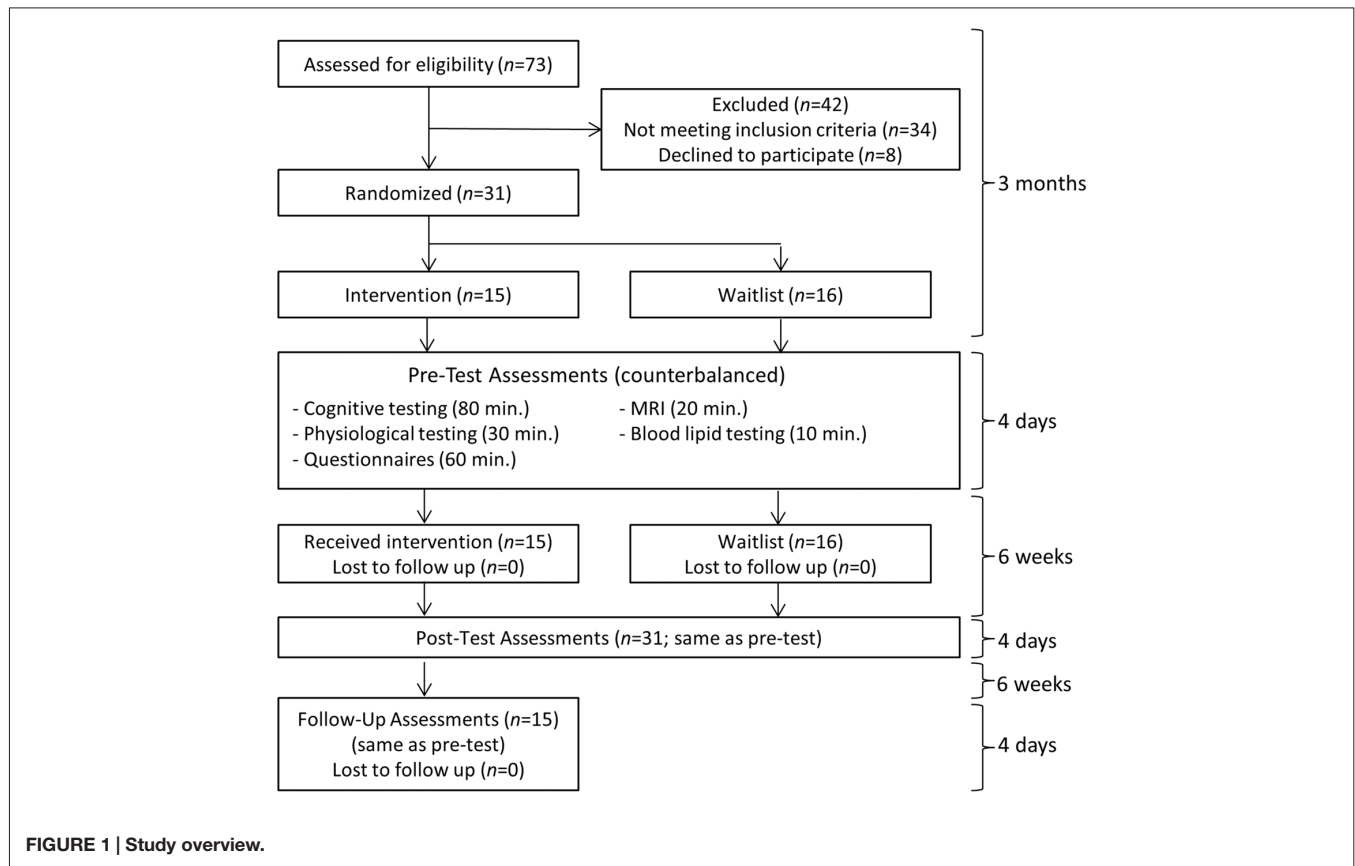 Assessed for eligibility (n=73)
Excluded (n=42)
Not meeting inclusion criteria (n=34)
Declined to participate (n=8)
3 months
Randomized (n=31)
Intervention (n=15)
Waitlist (n=16)
Pre-Test Assessments (counterbalanced)
- Cognitive testing (80 min.)
- MRI (20 min.)
- Physiological testing (30 min.)
- Blood lipid testing (10 min.)
- Questionnaires (60 min.)
4 days
Received intervention (n=15)
Lost to follow up (n=0)
Waitlist (n=16)
Lost to follow up (n=0)
6 weeks
Post-Test Assessments (n=31; same as pre-test)
4 days
6 weeks
Follow-Up Assessments (n=15)
(same as pre-test)
Lost to follow up (n=0)
4 days
FIGURE 1 | Study overview.